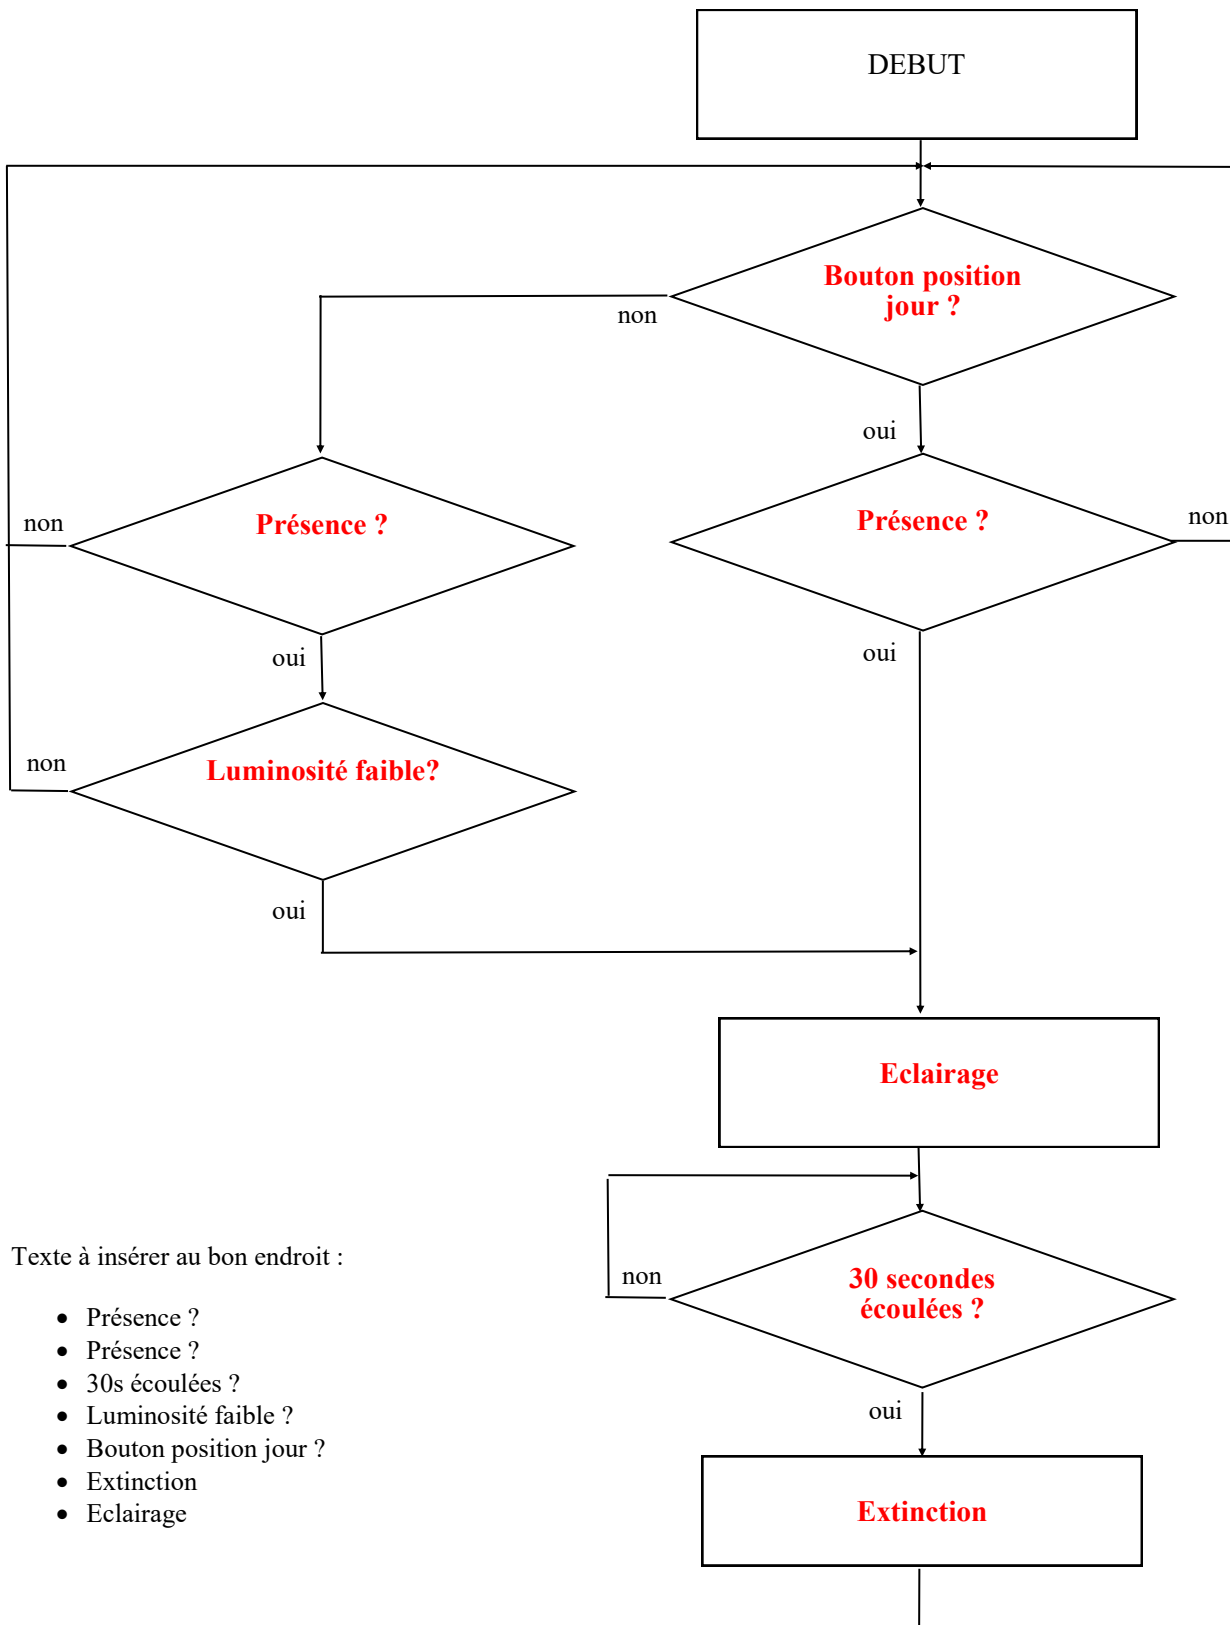 DEBUT
Bouton position
jour ?
non
oui
non
Présence ?
Présence ?
non
oui
oui
non
Luminosité faible?
oui
Eclairage
Texte à insérer au bon endroit :
non
30 secondes
écoulées ?
• Présence ?
• Présence ?
• 30s écoulées ?
• Luminosité faible ?
• Bouton position jour ?
• Extinction
• Eclairage
oui
Extinction